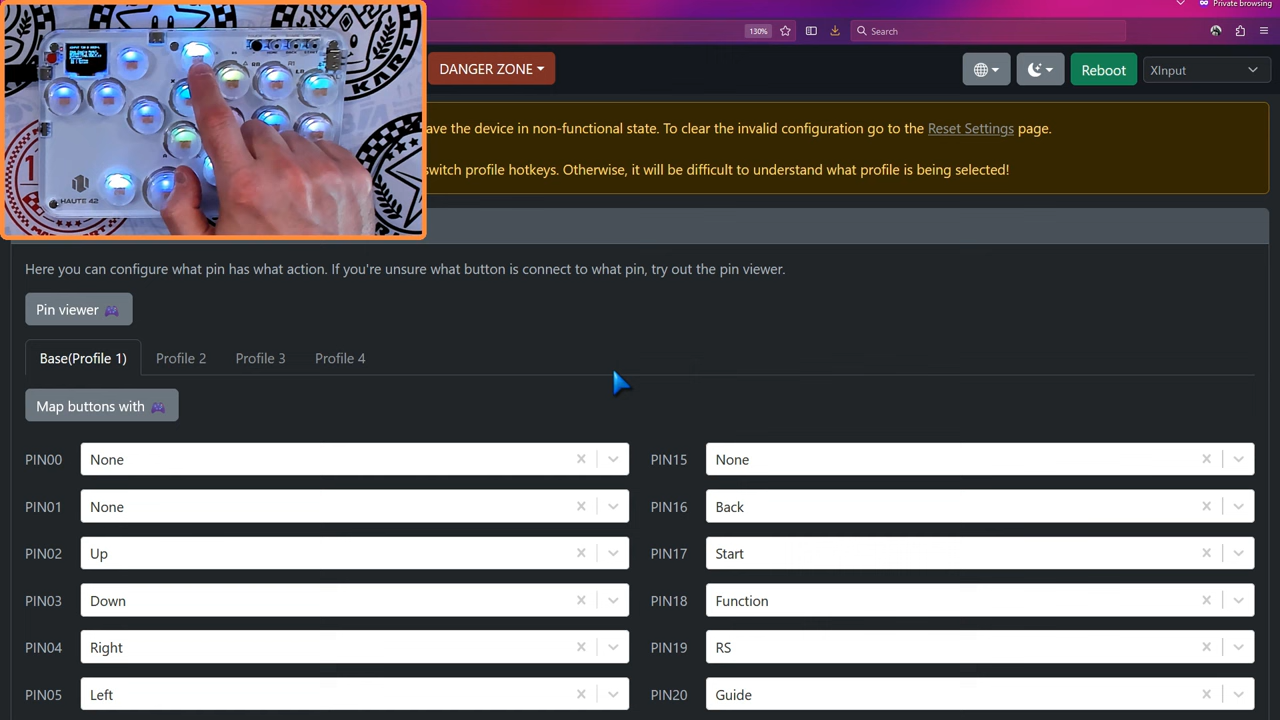 Private browsing
130%
Search
DANGER ZONE
Reboot
XInput
ave the device in non-functional state. To clear the invalid configuration go to the Reset Settings page.
switch profile hotkeys. Otherwise, it will be difficult to understand what profile is being selected!
HAUTE 42
Here you can configure what pin has what action. If you're unsure what button is connect to what pin, try out the pin viewer.
Pin viewer
Base(Profile 1)
Profile 2
Profile 3
Profile 4
Map buttons with
PIN00 None
PIN15 None
PIN01 None
PIN16 Back
PIN02 Up
PIN17 Start
PIN03 Down
PIN18 Function
PIN04 Right
PIN19 RS
PIN05 Left
PIN20 Guide